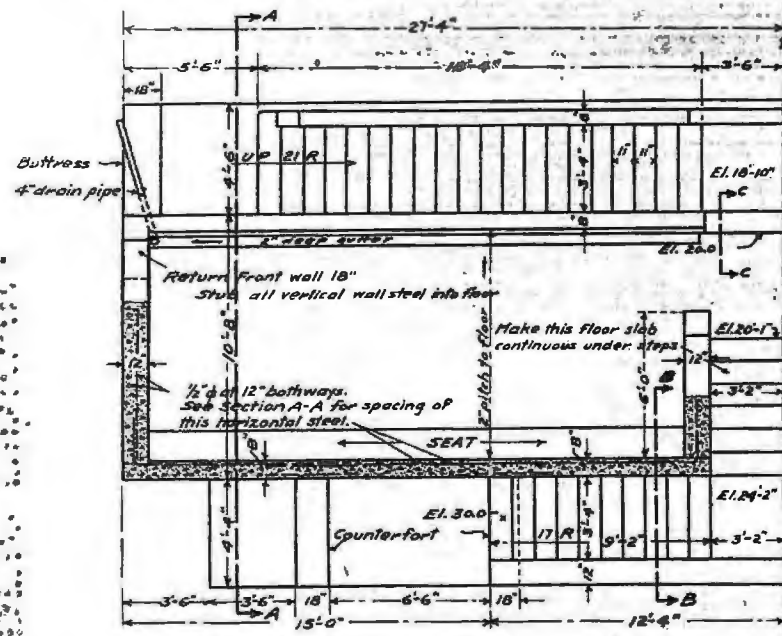 A
27'-4"
5'-6"
18'-4"
3'-6"
18"
Buttress
4" drain pipe
4'-6"
UP 21 R
8"
3'-4"
8"
11" 11"
El. 18'-10"
C
El. 20.0
C
2" deep gutter
Return Front wall 18"
Stub all vertical wall steel into floor
10'-8"
2" Pitch to floor
Make this floor slab
continuous under steps
El. 20'-1"
12"
12"
3'-2"
6'-0"
B
½" ϕ at 12" bothways.
See Section A-A for spacing of
this horizontal steel.
8"
SEAT
8"
El. 30.0
El. 24'-2"
4'-4"
Counterfort
17 R
3'-4"
9'-2"
3'-2"
12"
3'-6"
3'-6"
18"
6'-6"
18"
B
A
15'-0"
12'-4"